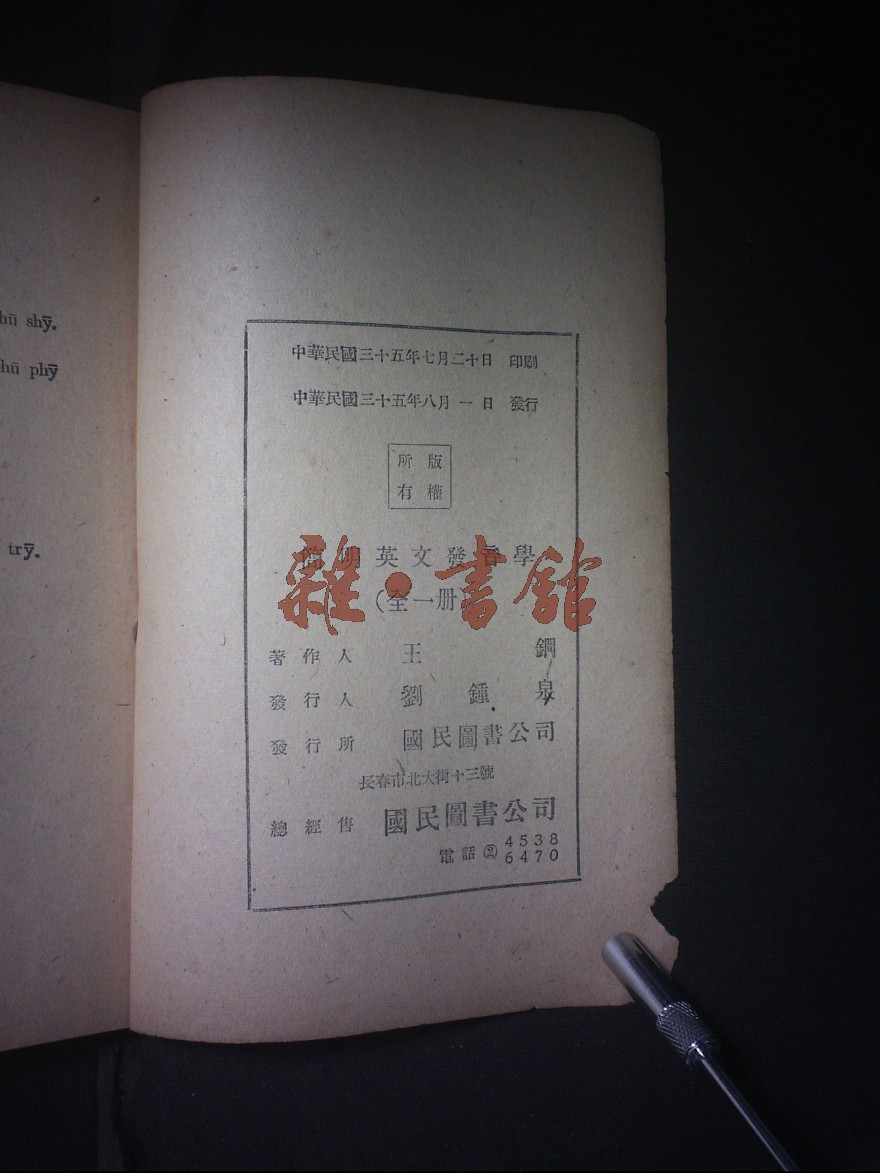 hū shȳ.
hū phȳ
trȳ.
中華民國三十五年七月二十日 印刷
中華民國三十五年八月一日 發行
版權所有
簡明英文發音學
(全一册)
雜·書館
著作人 王鋼
發行人 劉鍾泉
發行所 國民圖書公司
長春市北大街十三號
總經售 國民圖書公司
電話 ② 4538
6470